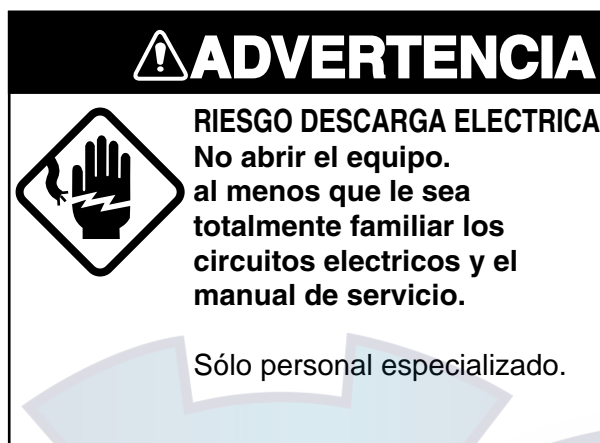 ADVERTENCIA
RIESGO DESCARGA ELECTRICA
No abrir el equipo.
al menos que le sea
totalmente familiar los
circuitos electricos y el
manual de servicio.
Sólo personal especializado.